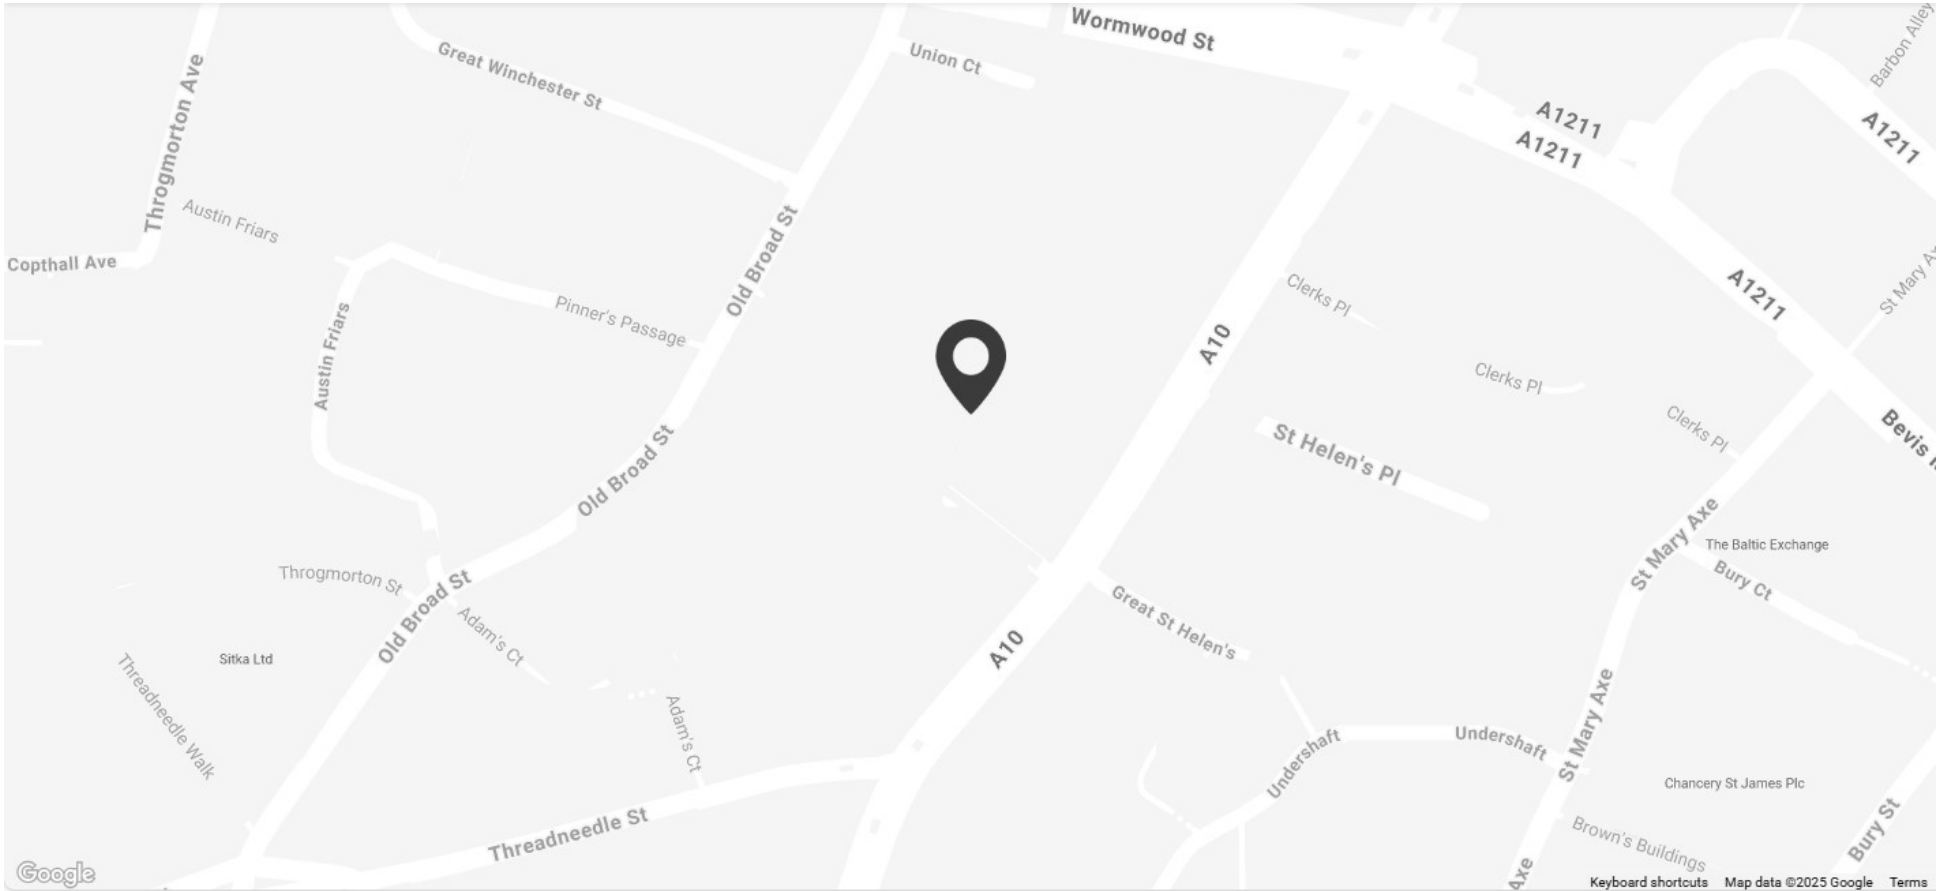 Wormwood St
Union Ct
Great Winchester St
Throgmorton Ave
Barbon Alley
A1211
A1211
A1211
Austin Friars
Copthall Ave
Old Broad St
Pinner's Passage
Austin Friars
Clerks Pl
A10
A1211
St Mary Ax
Clerks Pl
Clerks Pl
Bevis
St Helen's Pl
Old Broad St
St Mary Axe
The Baltic Exchange
Bury Ct
Throgmorton St
Old Broad St
Adam's Ct
Great St Helen's
A10
Sitka Ltd
Threadneedle Walk
Adam's Ct
Undershaft
Undershaft
St Mary Axe
Chancery St James Plc
Threadneedle St
Brown's Buildings
Bury St
Axe
Google
Keyboard shortcuts Map data ©2025 Google Terms